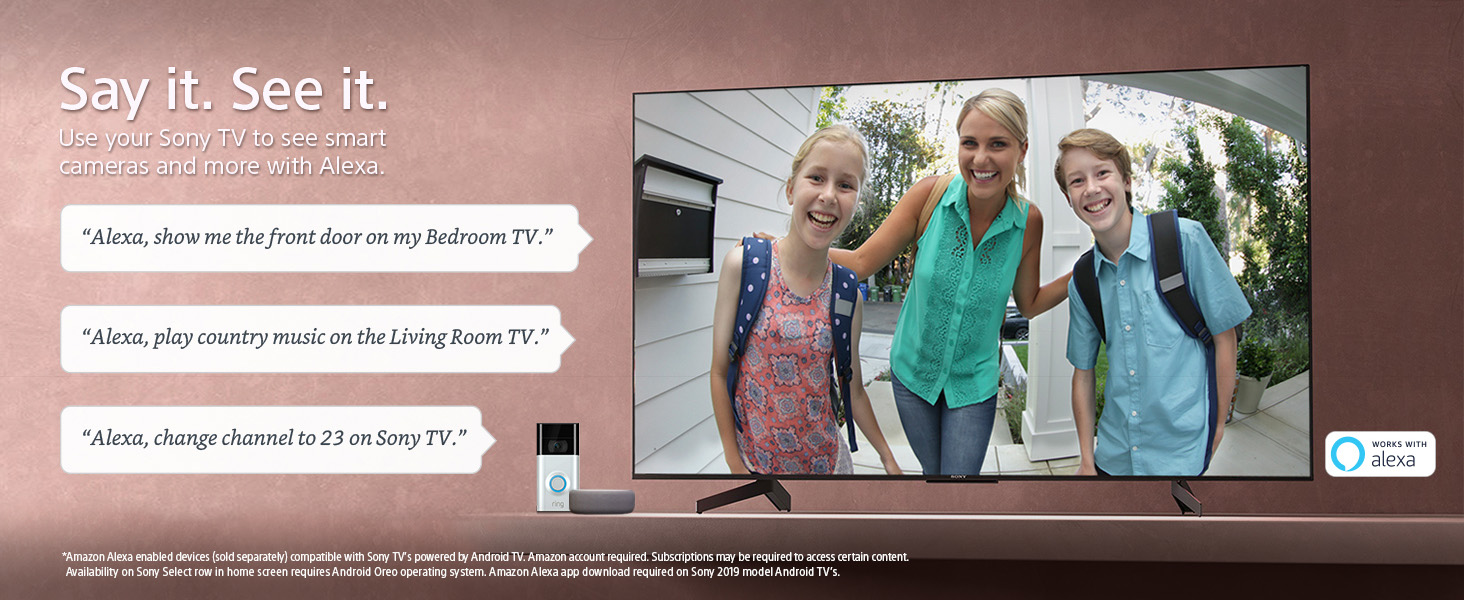 Say it. See it.
Use your Sony TV to see smart
cameras and more with Alexa.
“Alexa, show me the front door on my Bedroom TV.”
“Alexa, play country music on the Living Room TV.”
“Alexa, change channel to 23 on Sony TV.”
ring
SONY
WORKS WITH
alexa
*Amazon Alexa enabled devices (sold separately) compatible with Sony TV's powered by Android TV. Amazon account required. Subscriptions may be required to access certain content.
Availability on Sony Select row in home screen requires Android Oreo operating system. Amazon Alexa app download required on Sony 2019 model Android TV's.